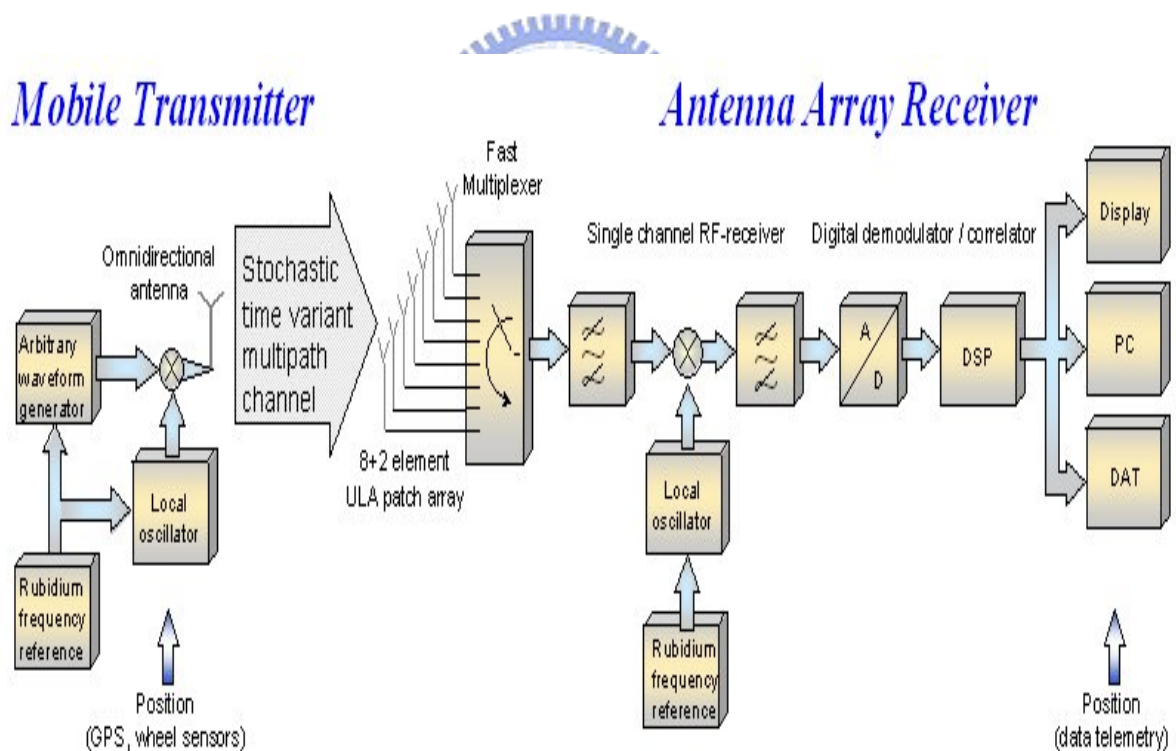 Mobile Transmitter
Antenna Array Receiver
Fast
Multiplexer
Omnidirectional
antenna
Stochastic
time variant
multipath
channel
Single channel RF-receiver
Digital demodulator / correlator
Arbitrary
waveform
generator
Local
oscillator
Rubidium
frequency
reference
Position
(GPS, wheel sensors)
8+2 element
ULA patch array
Local
oscillator
Rubidium
frequency
reference
A
D
DSP
Display
PC
DAT
Position
(data telemetry)